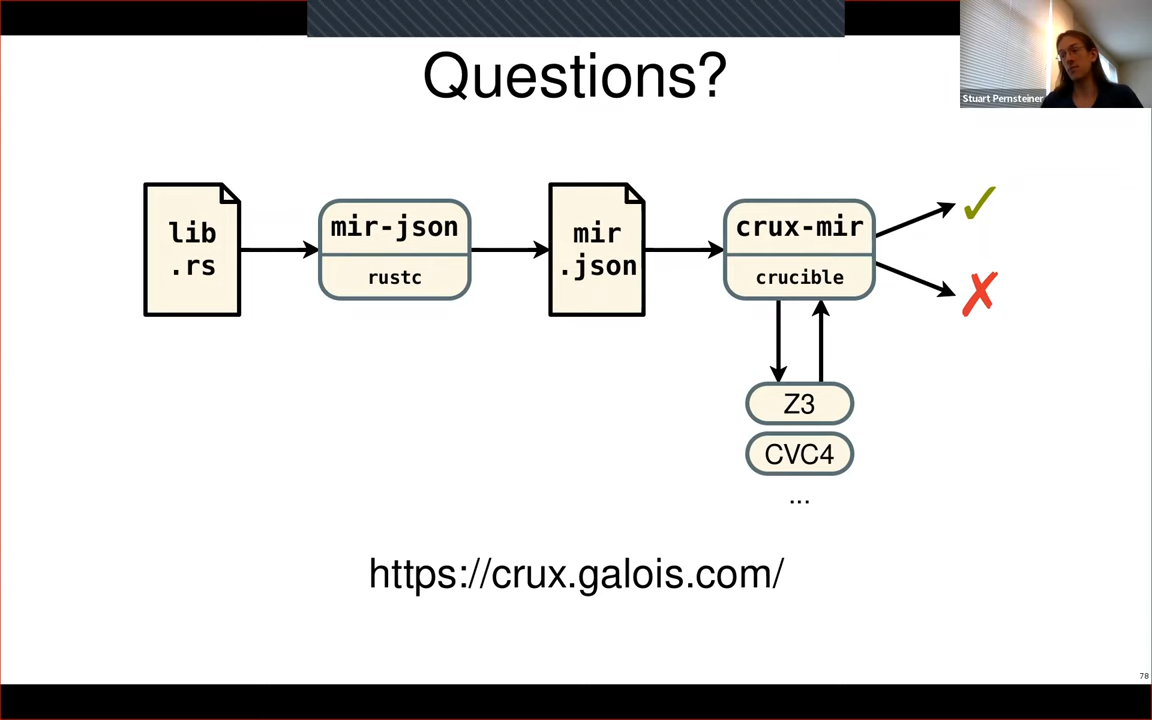 Questions?
Stuart Pernsteiner
lib
.rs
mir-json
rustc
mir
.json
crux-mir
crucible
✓
✗
Z3
CVC4
...
https://crux.galois.com/
78